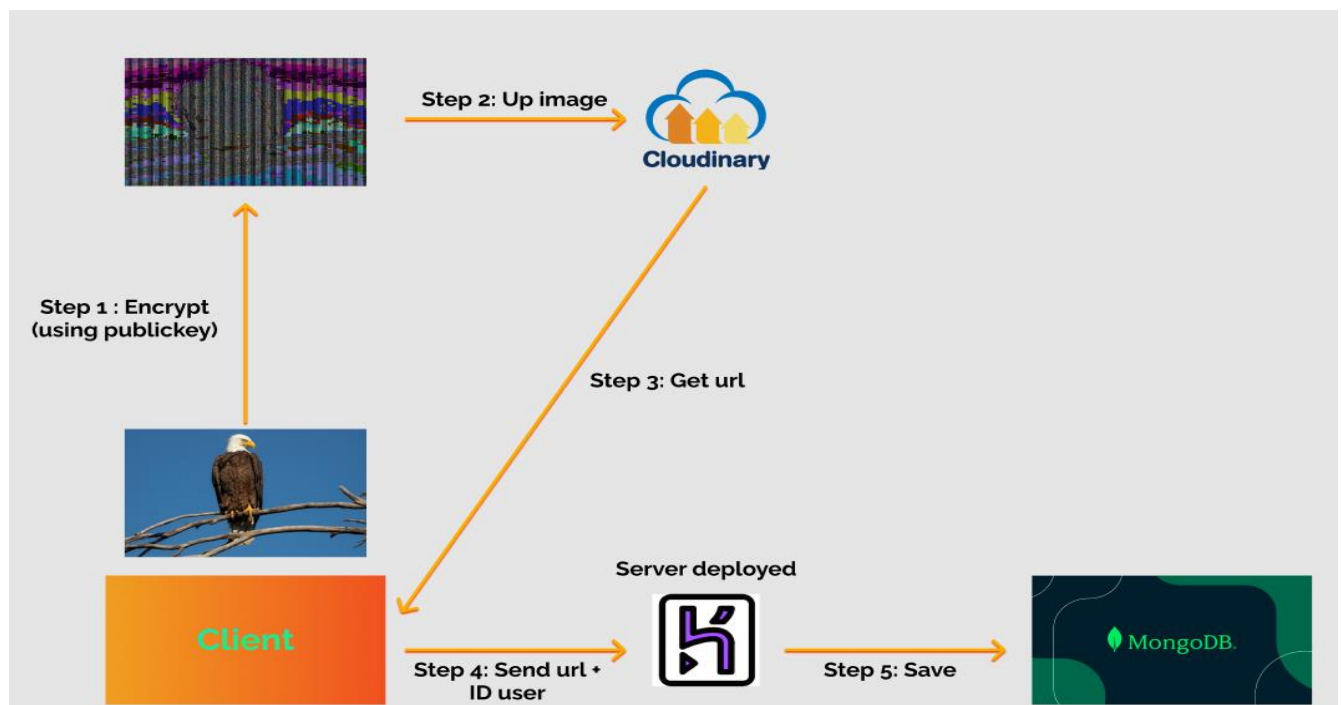 Step 2: Up image
Cloudinary
Step 1 : Encrypt
(using publickey)
Step 3: Get url
Server deployed
Client
Step 4: Send url +
ID user
Step 5: Save
MongoDB.